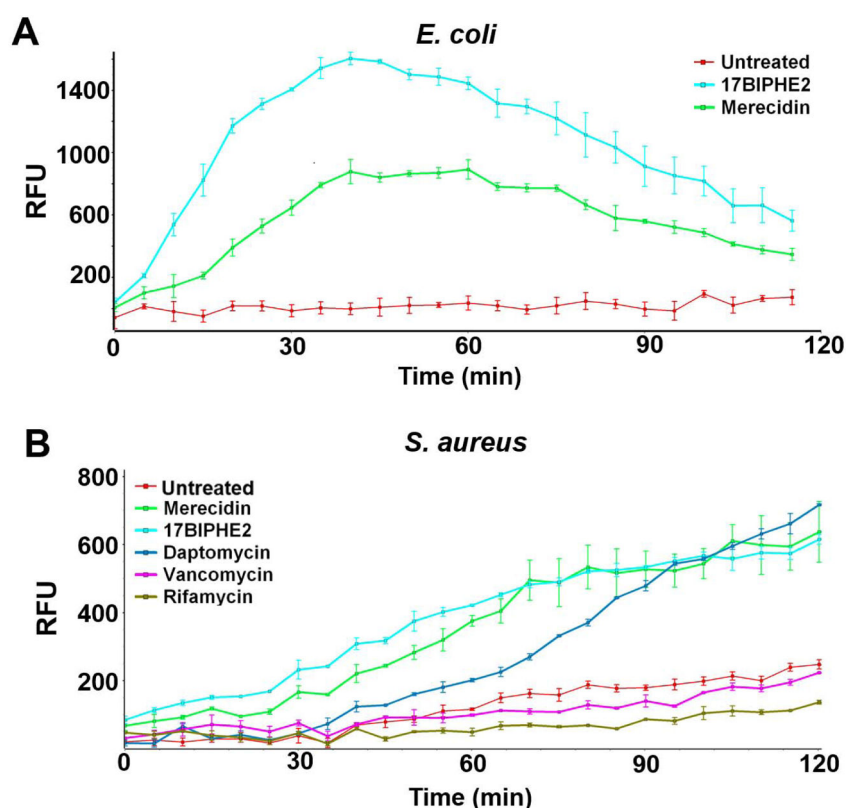 A
E. coli
Untreated
17BIPHE2
Merecidin
1400
1000
600
200
RFU
0 30 60 90 120
Time (min)
B
S. aureus
800
600
400
200
RFU
Untreated
Merecidin
17BIPHE2
Daptomycin
Vancomycin
Rifamycin
0 30 60 90 120
Time (min)